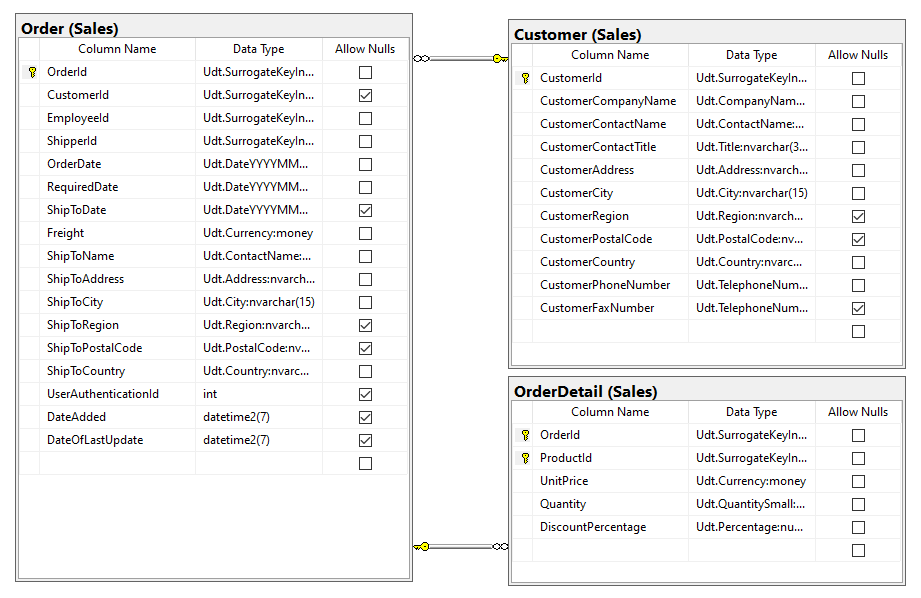 Order (Sales)
Column Name Data Type Allow Nulls
OrderId Udt.SurrogateKeyIn...
CustomerId Udt.SurrogateKeyIn...
EmployeeId Udt.SurrogateKeyIn...
ShipperId Udt.SurrogateKeyIn...
OrderDate Udt.DateYYYYMM...
RequiredDate Udt.DateYYYYMM...
ShipToDate Udt.DateYYYYMM...
Freight Udt.Currency:money
ShipToName Udt.ContactName:...
ShipToAddress Udt.Address:nvarch...
ShipToCity Udt.City:nvarchar(15)
ShipToRegion Udt.Region:nvarch...
ShipToPostalCode Udt.PostalCode:nv...
ShipToCountry Udt.Country:nvarc...
UserAuthenticationId int
DateAdded datetime2(7)
DateOfLastUpdate datetime2(7)
Customer (Sales)
Column Name Data Type Allow Nulls
CustomerId Udt.SurrogateKeyIn...
CustomerCompanyName Udt.CompanyNam...
CustomerContactName Udt.ContactName:...
CustomerContactTitle Udt.Title:nvarchar(3...
CustomerAddress Udt.Address:nvarch...
CustomerCity Udt.City:nvarchar(15)
CustomerRegion Udt.Region:nvarch...
CustomerPostalCode Udt.PostalCode:nv...
CustomerCountry Udt.Country:nvarc...
CustomerPhoneNumber Udt.TelephoneNum...
CustomerFaxNumber Udt.TelephoneNum...
OrderDetail (Sales)
Column Name Data Type Allow Nulls
OrderId Udt.SurrogateKeyIn...
ProductId Udt.SurrogateKeyIn...
UnitPrice Udt.Currency:money
Quantity Udt.QuantitySmall:...
DiscountPercentage Udt.Percentage:nu...